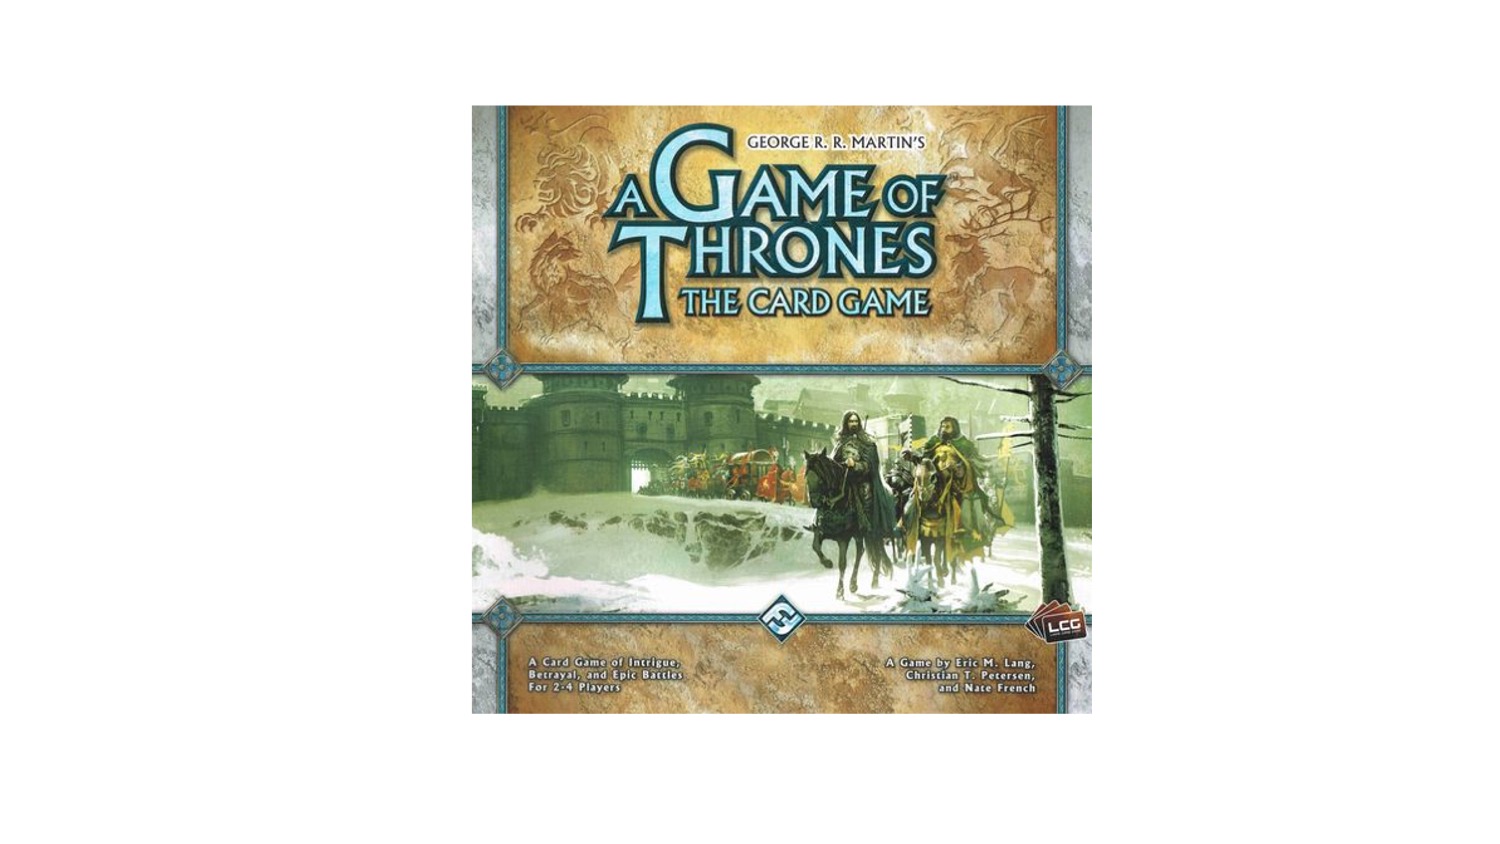 GEORGE R. R. MARTIN'S
A GAME OF
THRONES
THE CARD GAME
LCG
A Card Game of Intrigue,
Betrayal, and Epic Battles
For 2-4 Players
A Game by Eric M. Lang,
Christian T. Petersen,
and Nate French